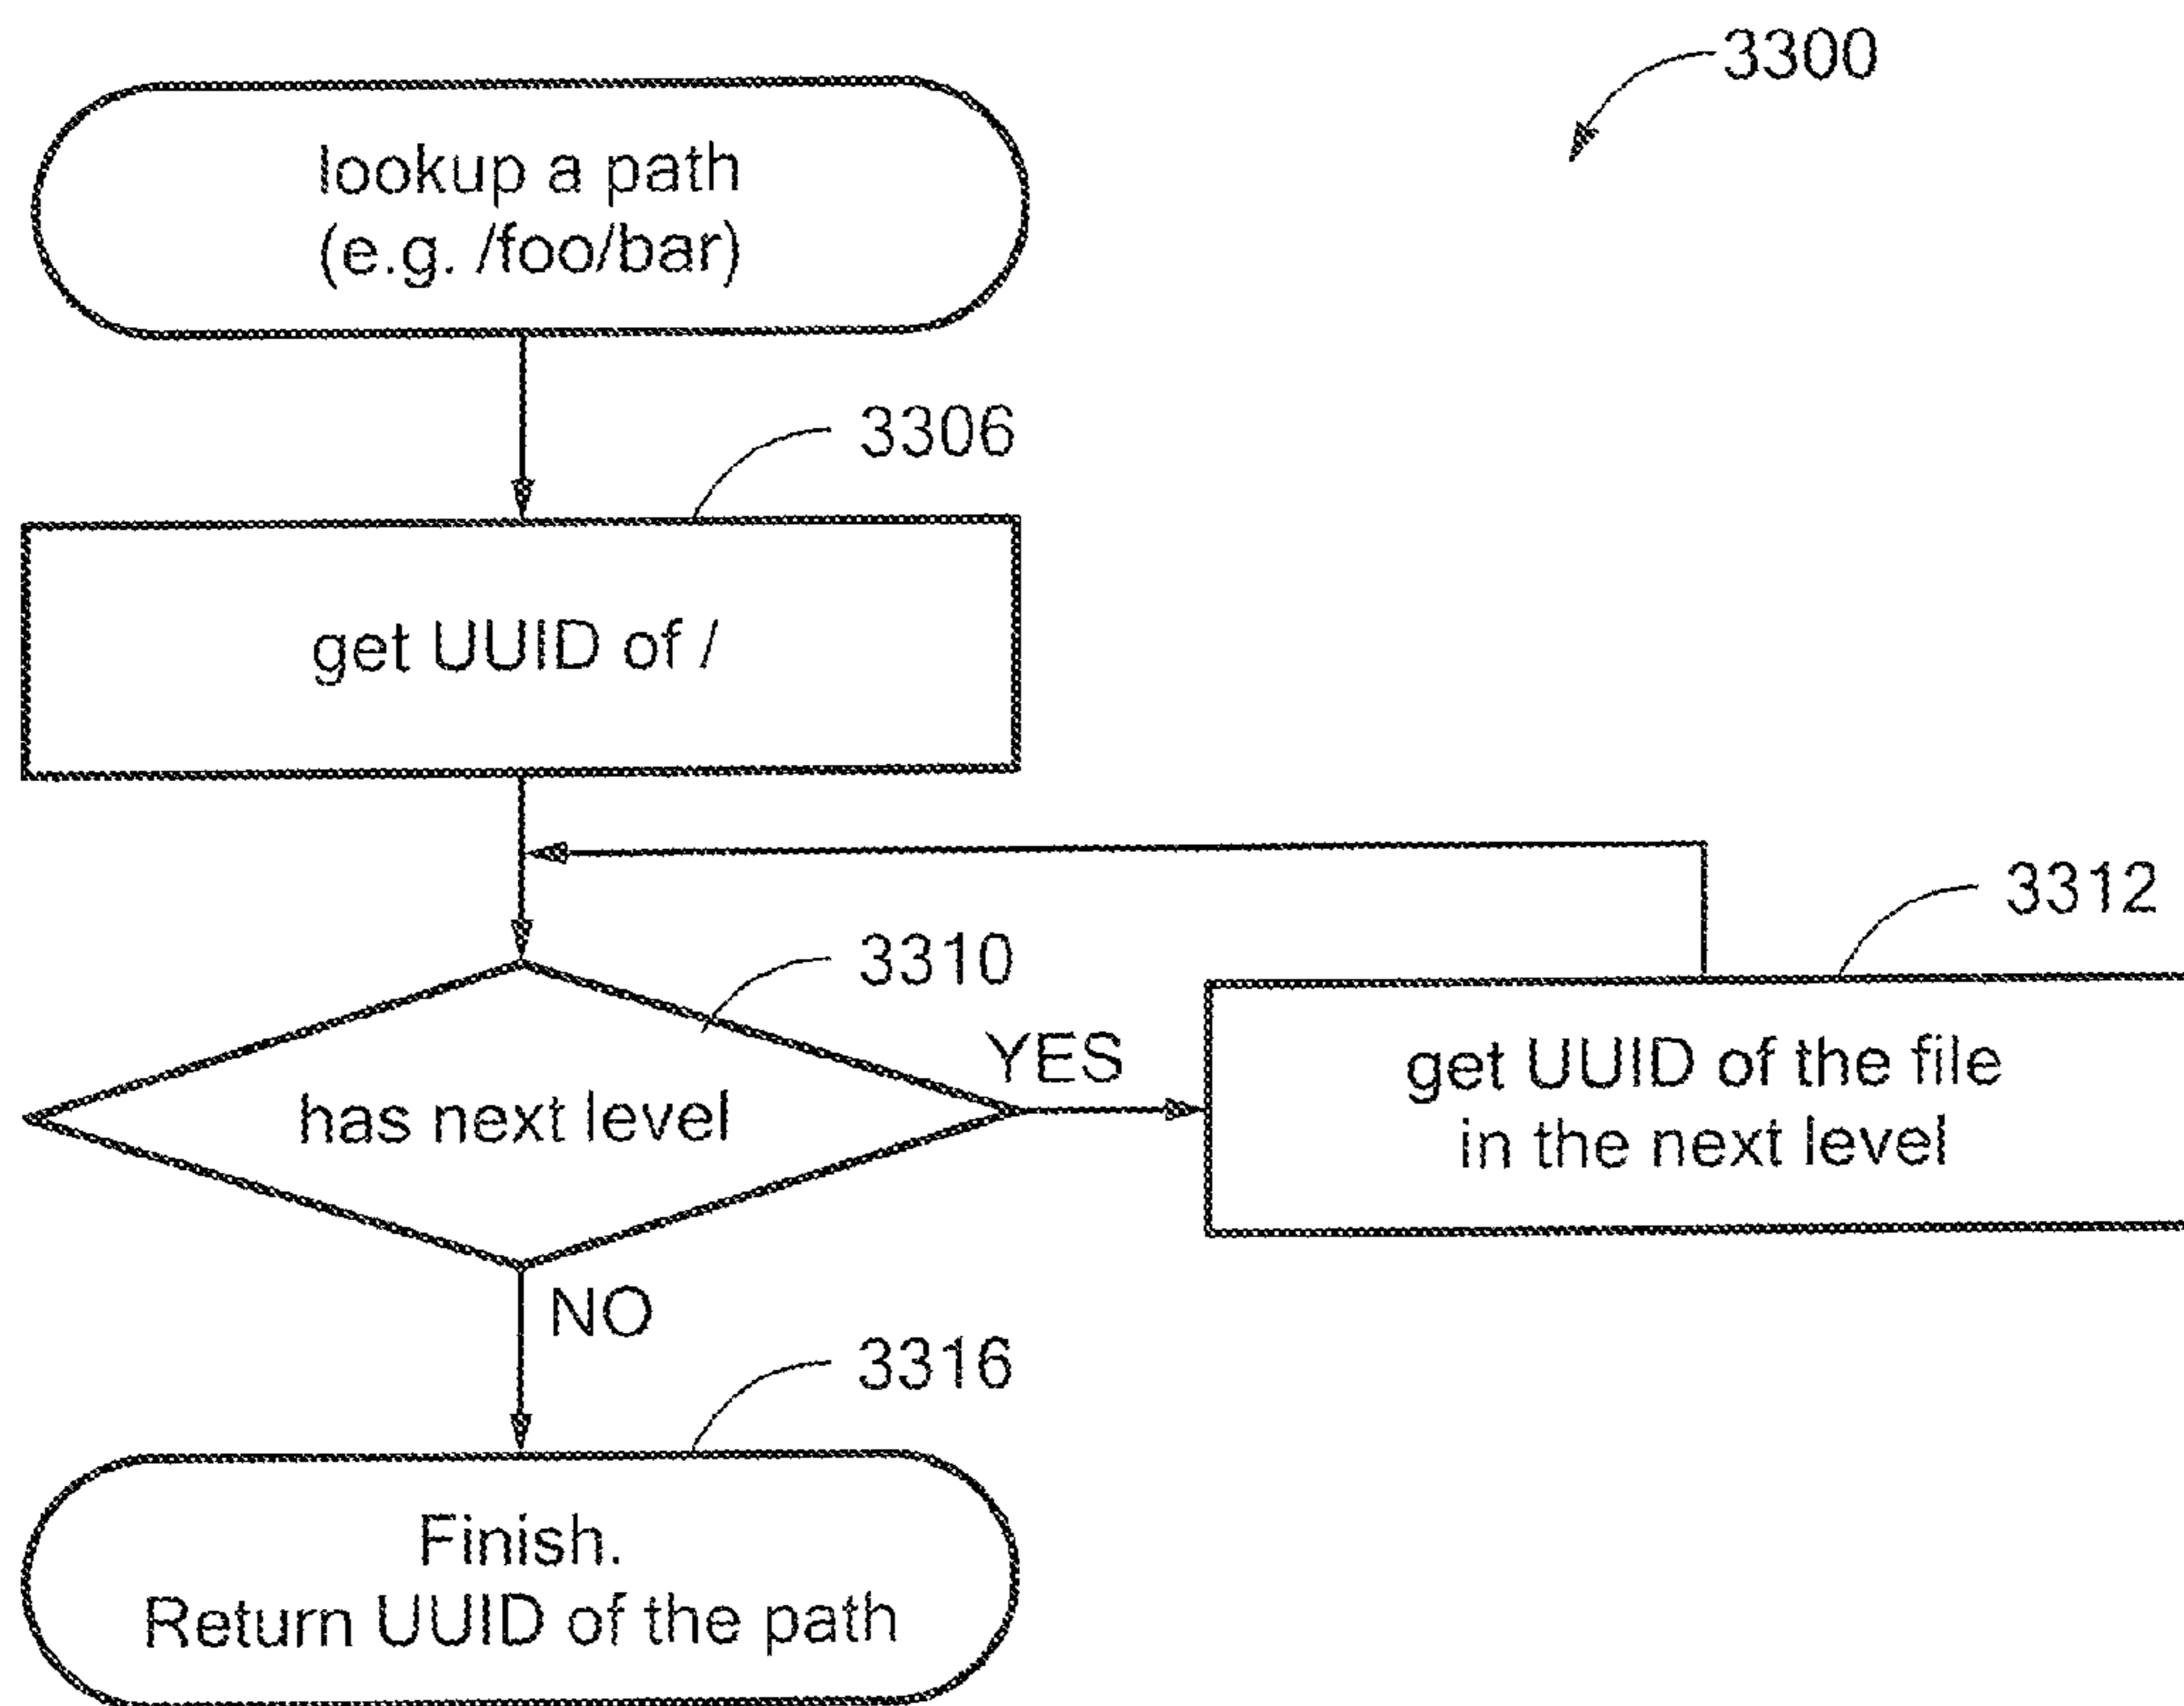 3300
lookup a path
(e.g. /foo/bar)
3306
get UUID of /
3312
3310
YES
has next level
get UUID of the file
in the next level
NO
3316
Finish.
Return UUID of the path